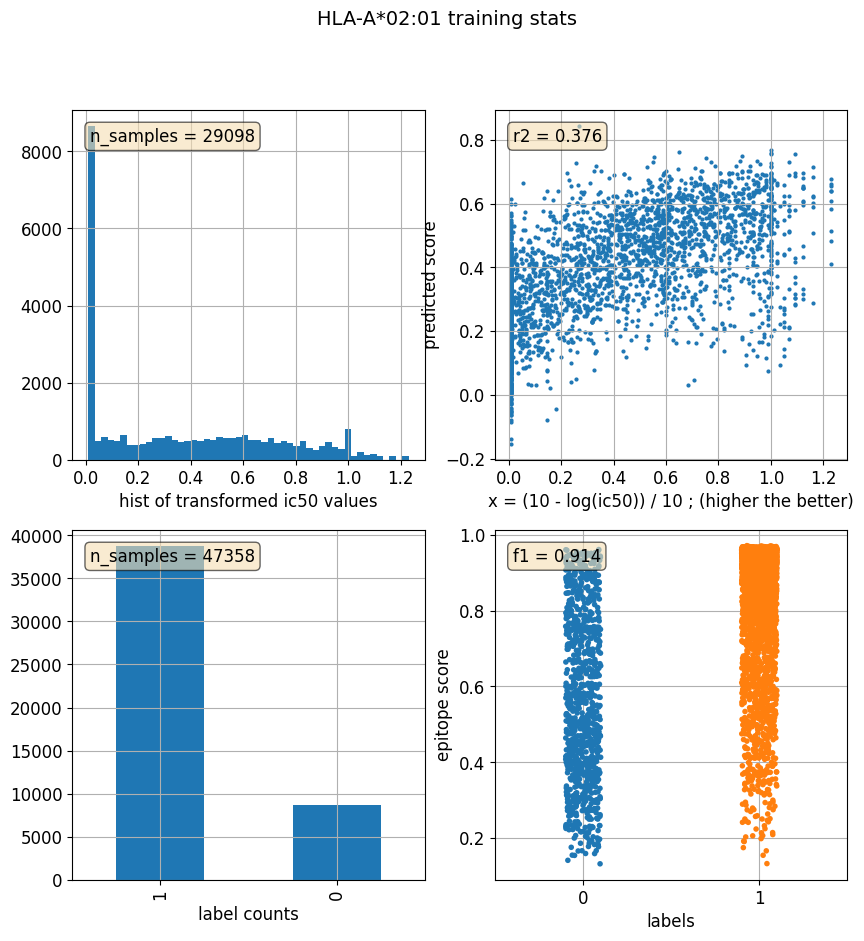 HLA-A*02:01 training stats
n_samples = 29098
8000
6000
4000
2000
0
0.0 0.2 0.4 0.6 0.8 1.0 1.2
hist of transformed ic50 values
r2 = 0.376
predicted score
0.8
0.6
0.4
0.2
0.0
−0.2
0.0 0.2 0.4 0.6 0.8 1.0 1.2
x = (10 - log(ic50)) / 10 ; (higher the better)
n_samples = 47358
40000
35000
30000
25000
20000
15000
10000
5000
0
1 0
label counts
f1 = 0.914
epitope score
1.0
0.8
0.6
0.4
0.2
0 1
labels